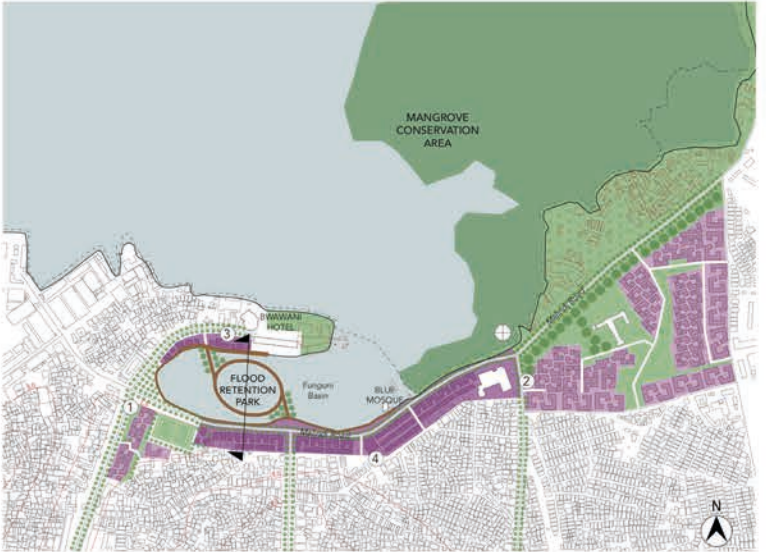 MANGROVE
CONSERVATION
AREA
BWAWANI
HOTEL
3
FLOOD
RETENTION
PARK
Funguni
Basin
BLUE
MOSQUE
1
2
4
N